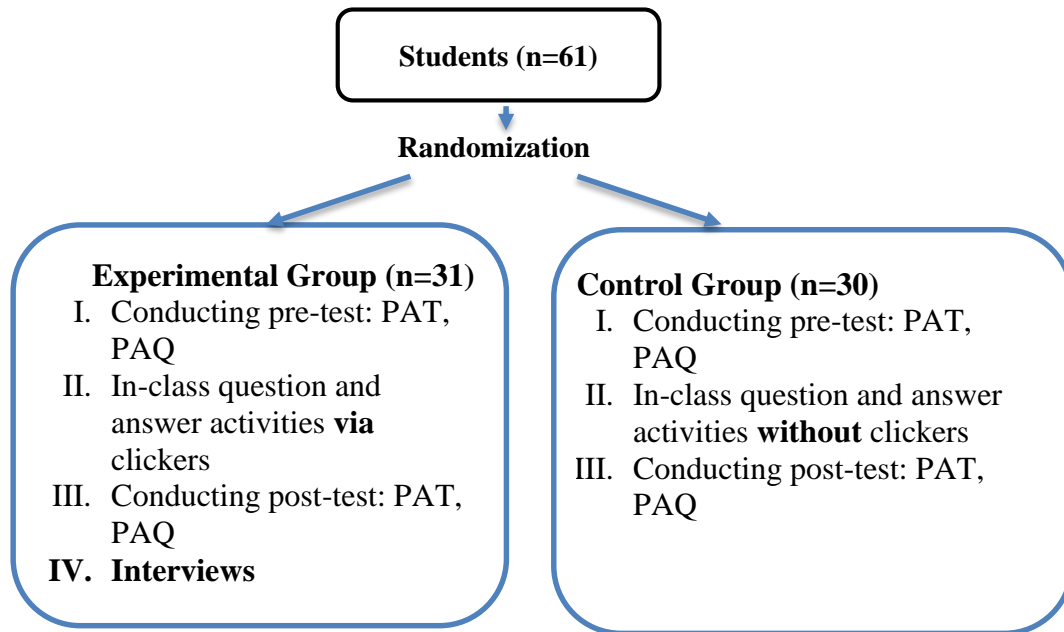 Students (n=61)
Randomization
Experimental Group (n=31)
I. Conducting pre-test: PAT,
PAQ
II. In-class question and
answer activities via
clickers
III. Conducting post-test: PAT,
PAQ
IV. Interviews
Control Group (n=30)
I. Conducting pre-test: PAT,
PAQ
II. In-class question and answer
activities without clickers
III. Conducting post-test: PAT,
PAQ